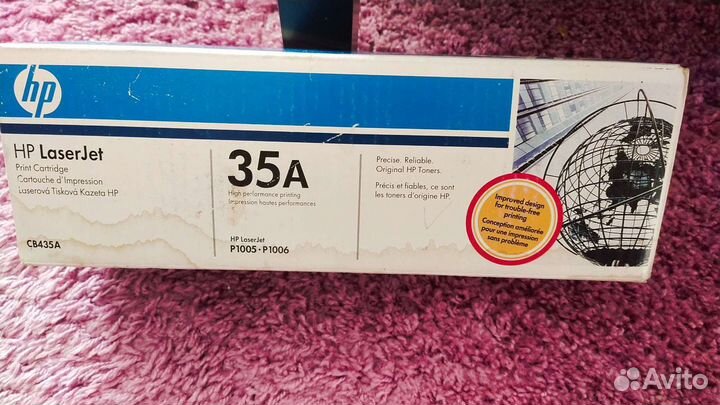 hp
HP LaserJet
Print Cartridge
Cartouche d'Impression
Laserová Tisková Kazeta HP
CB435A
35A
High performance printing
Impression hautes performances
HP LaserJet
P1005 • P1006
Precise. Reliable.
Original HP Toners.
Précis et fiables, ce sont
les toners d'origine HP.
Improved design
for trouble-free
printing
Conception améliorée
pour une impression
sans problème
Avito